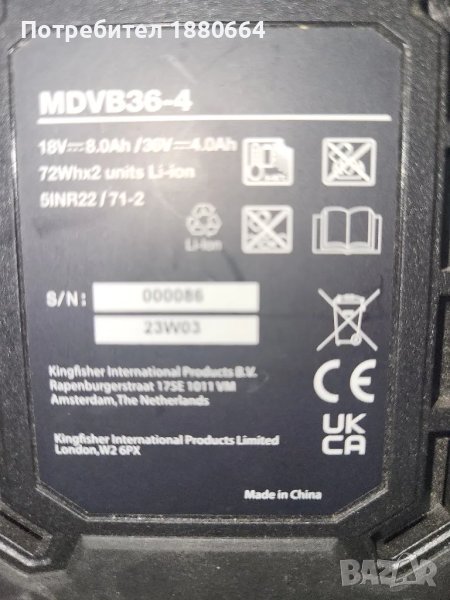 Потребител 1880664
MDVB36-4
18V⎓8.0Ah /36V⎓4.0Ah
72Whx2 units Li-ion
5INR22 / 71-2
Li-Ion
S/N: 000086
23W03
Kingfisher International Products B.V.
Rapenburgerstraat 175E 1011 VM
Amsterdam,The Netherlands
CE
UK
CA
Kingfisher International Products Limited
London,W2 6PX
Made in China
BAZAR